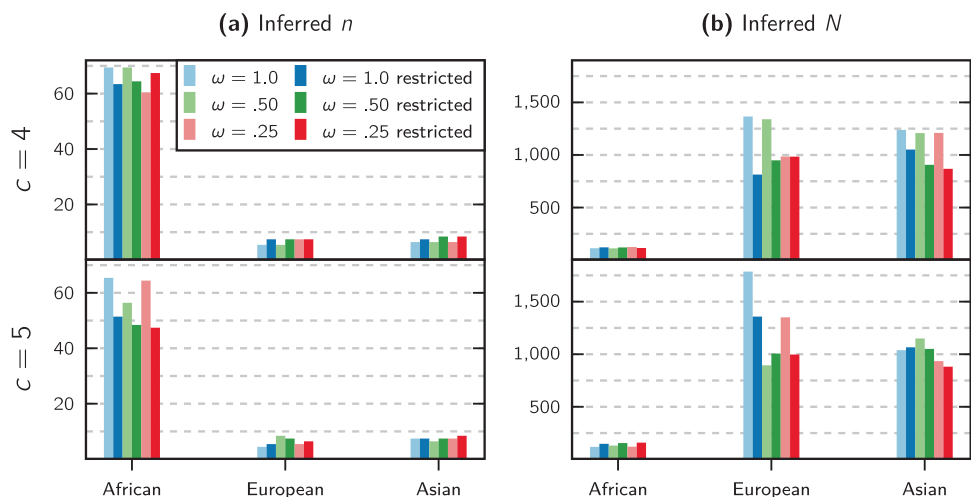 (a) Inferred n
(b) Inferred N
c = 4
60
40
20
ω = 1.0
ω = 1.0 restricted
ω = .50
ω = .50 restricted
ω = .25
ω = .25 restricted
1,500
1,000
500
c = 5
60
40
20
1,500
1,000
500
African
European
Asian
African
European
Asian